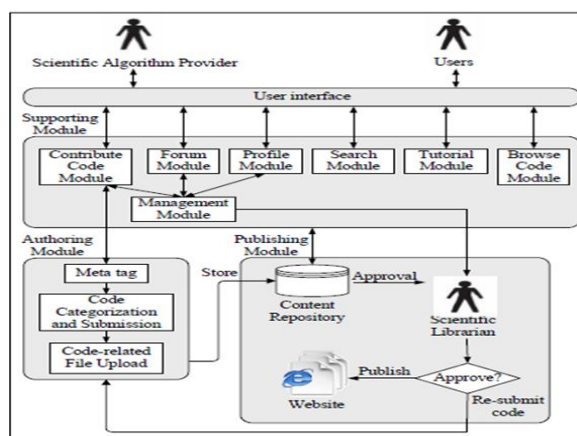 Scientific Algorithm Provider
Users
User interface
Supporting
Module
Contribute
Code
Module
Forum
Module
Profile
Module
Search
Module
Tutorial
Module
Browse
Code
Module
Management
Module
Authoring
Module
Publishing
Module
Meta tag
Code
Categorization
and Submission
Code-related
File Upload
Store
Content
Repository
Approval
Scientific
Librarian
Approve?
Publish
Website
Re-submit
code